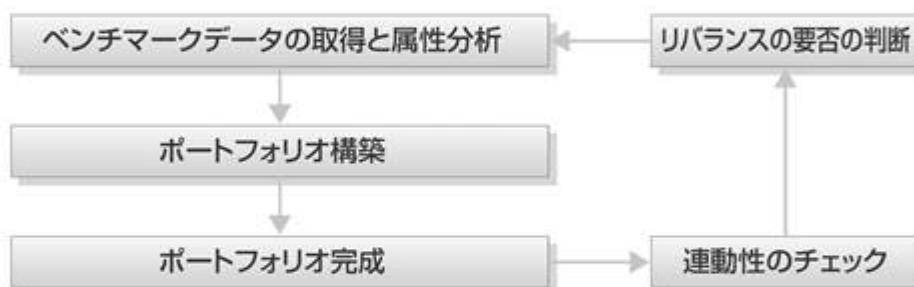 ベンチマークデータの取得と属性分析
リバランスの要否の判断
ポートフォリオ構築
ポートフォリオ完成
連動性のチェック